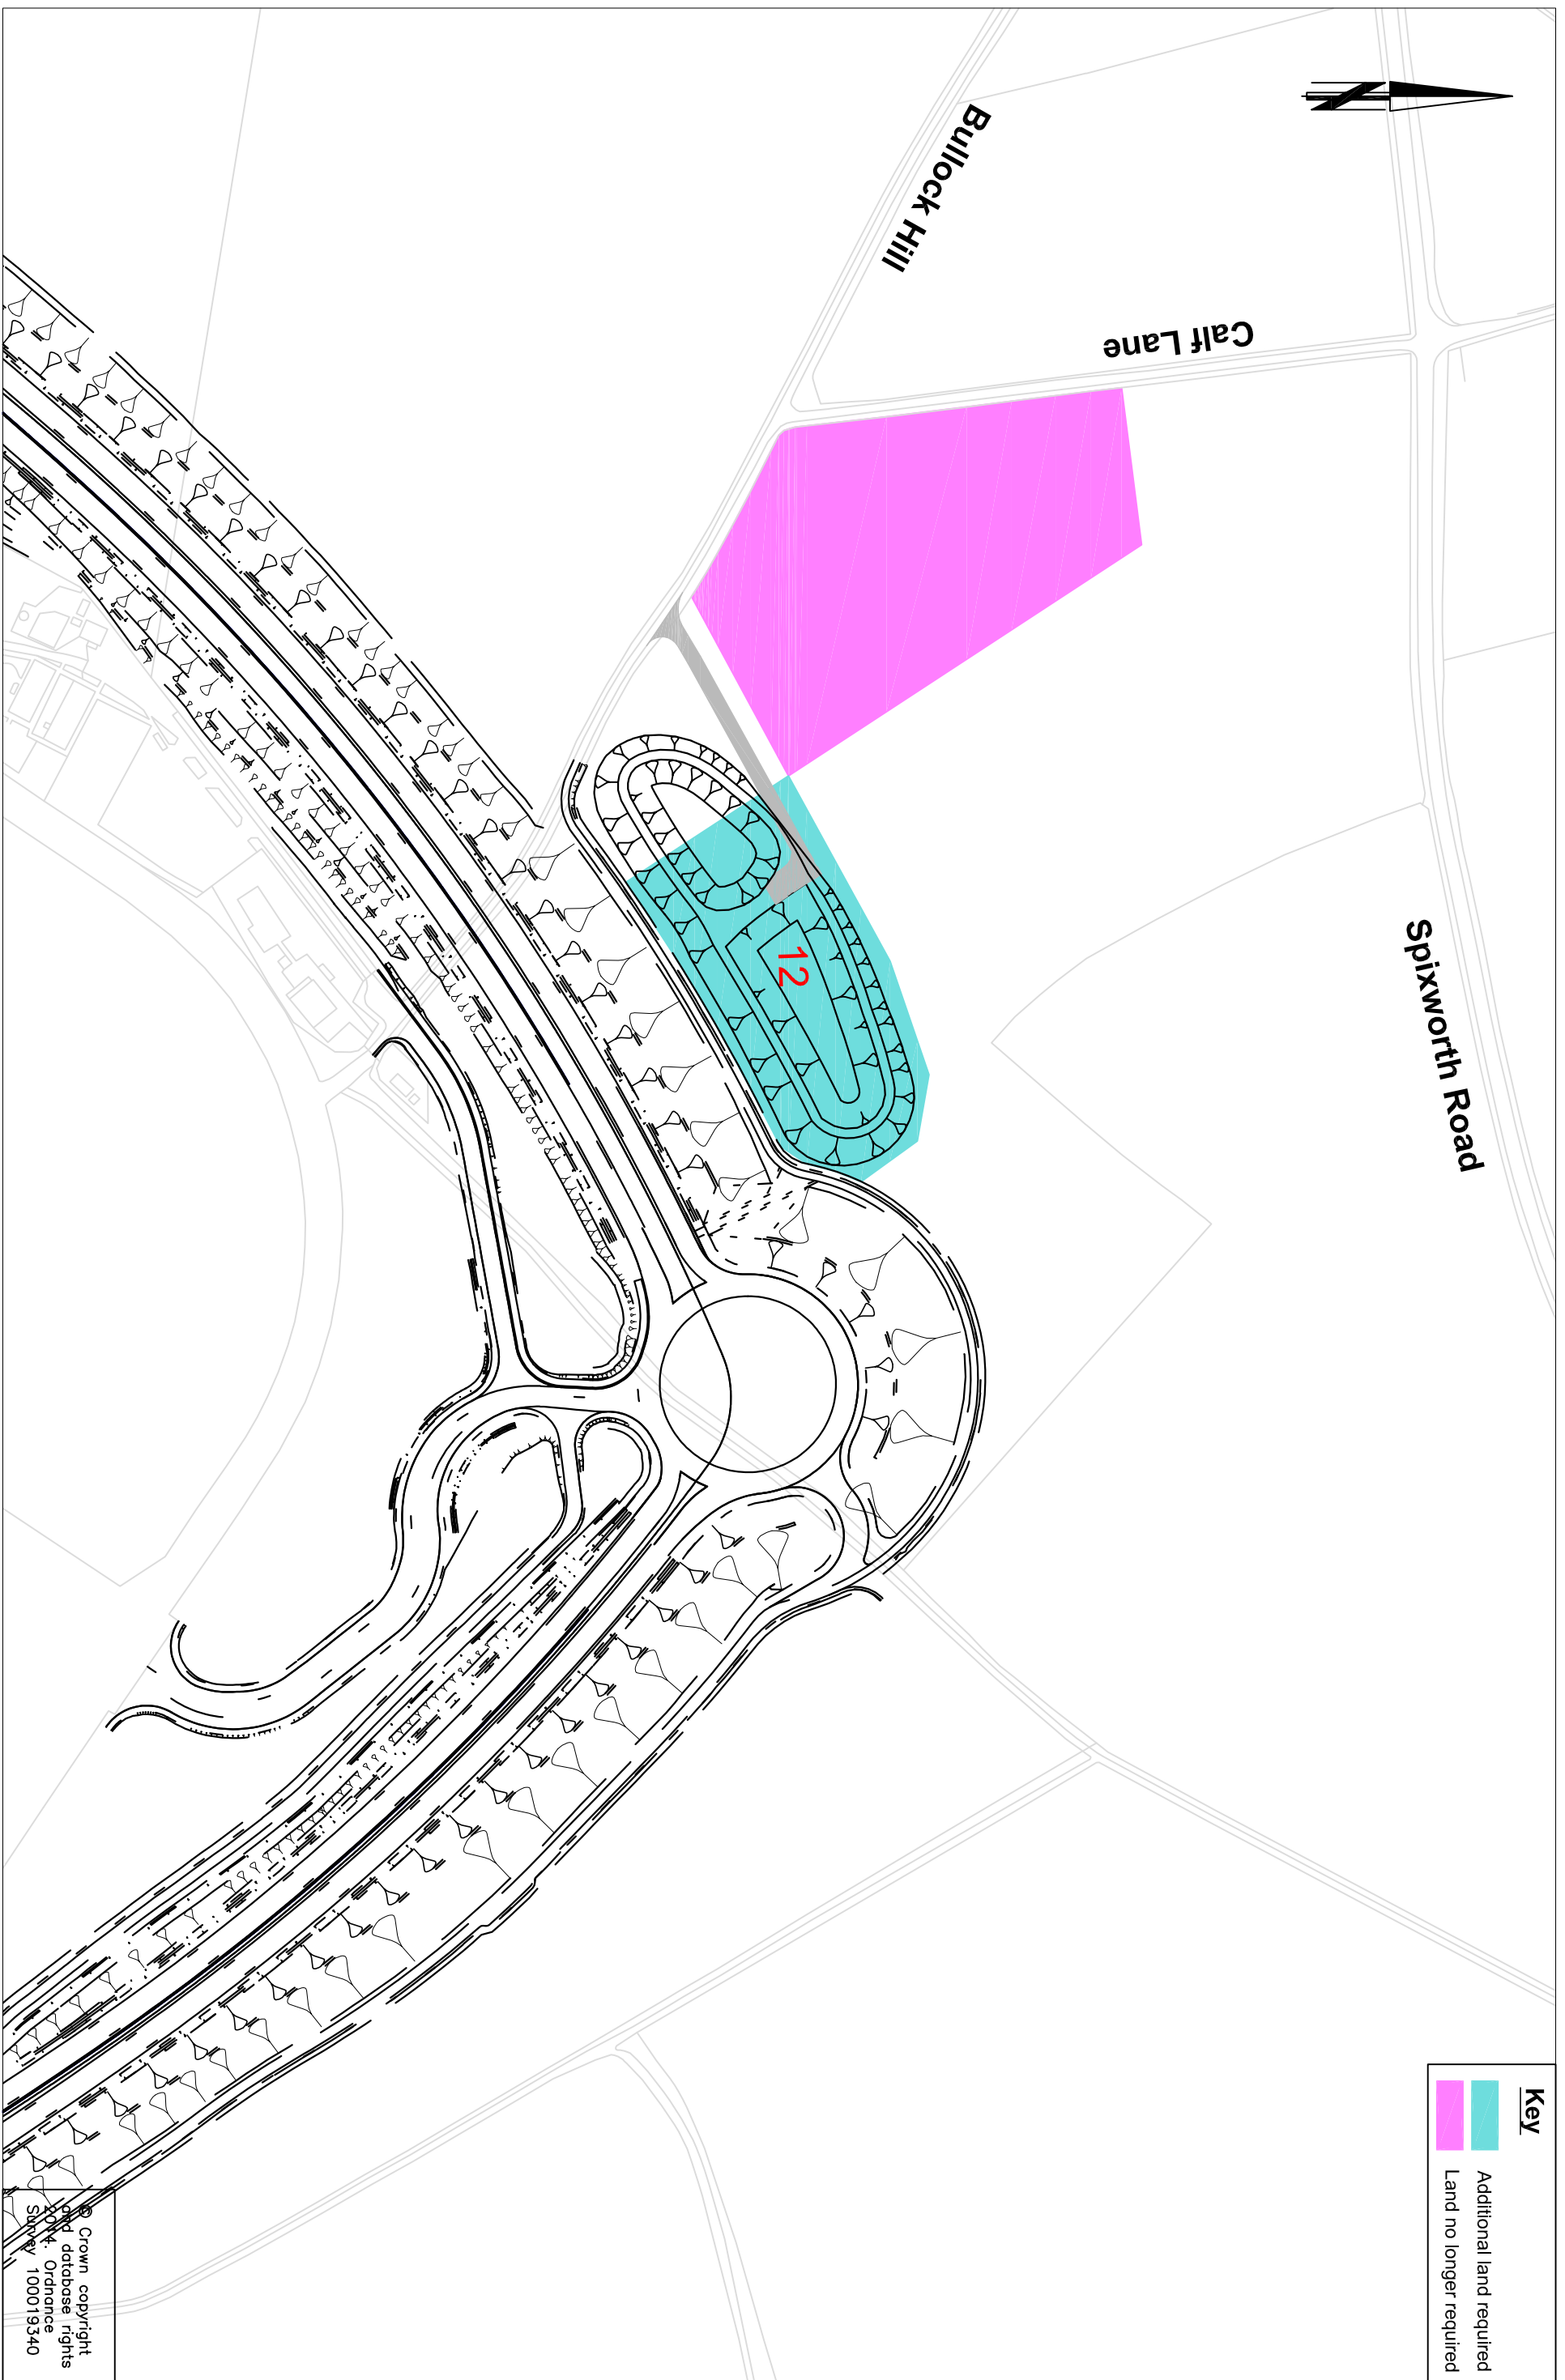 Bullock Hill
Calf Lane
Spixworth Road
12
Key
Additional land required
Land no longer required
© Crown copyright
and database rights
2014. Ordnance
Survey 100019340